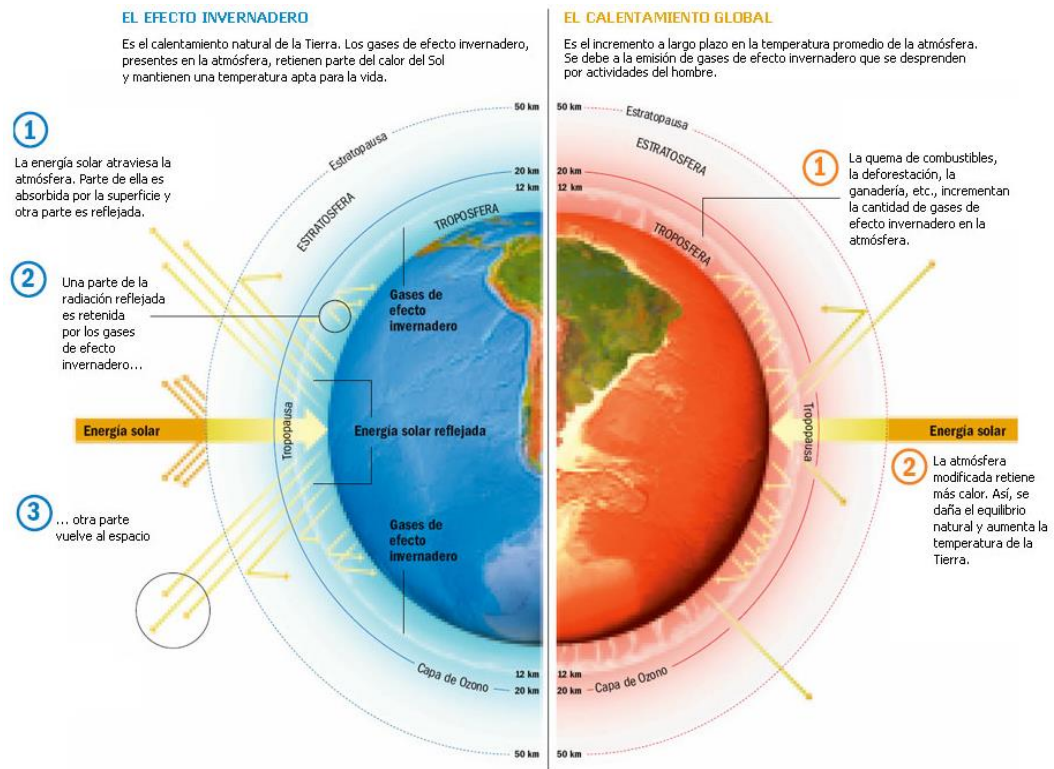 EL EFECTO INVERNADERO
Es el calentamiento natural de la Tierra. Los gases de efecto invernadero,
presentes en la atmósfera, retienen parte del calor del Sol
y mantienen una temperatura apta para la vida.
1
La energía solar atraviesa la
atmósfera. Parte de ella es
absorbida por la superficie y
otra parte es reflejada.
2
Una parte de la
radiación reflejada
es retenida
por los gases
de efecto
invernadero...
Energía solar
3
... otra parte
vuelve al espacio
50 km
Estratopausa
20 km
12 km
ESTRATOSFERA
TROPOSFERA
Gases de
efecto
invernadero
Tropopausa
Energía solar reflejada
Gases de
efecto
invernadero
Capa de Ozono
12 km
20 km
50 km
EL CALENTAMIENTO GLOBAL
Es el incremento a largo plazo en la temperatura promedio de la atmósfera.
Se debe a la emisión de gases de efecto invernadero que se desprenden
por actividades del hombre.
50 km
Estratopausa
ESTRATOSFERA
20 km
12 km
TROPOSFERA
1
La quema de combustibles,
la deforestación, la
ganadería, etc., incrementan
la cantidad de gases de
efecto invernadero en la
atmósfera.
Tropopausa
Energía solar
2
La atmósfera
modificada retiene
más calor. Así, se
daña el equilibrio
natural y aumenta la
temperatura de la
Tierra.
12 km
20 km
Capa de Ozono
50 km